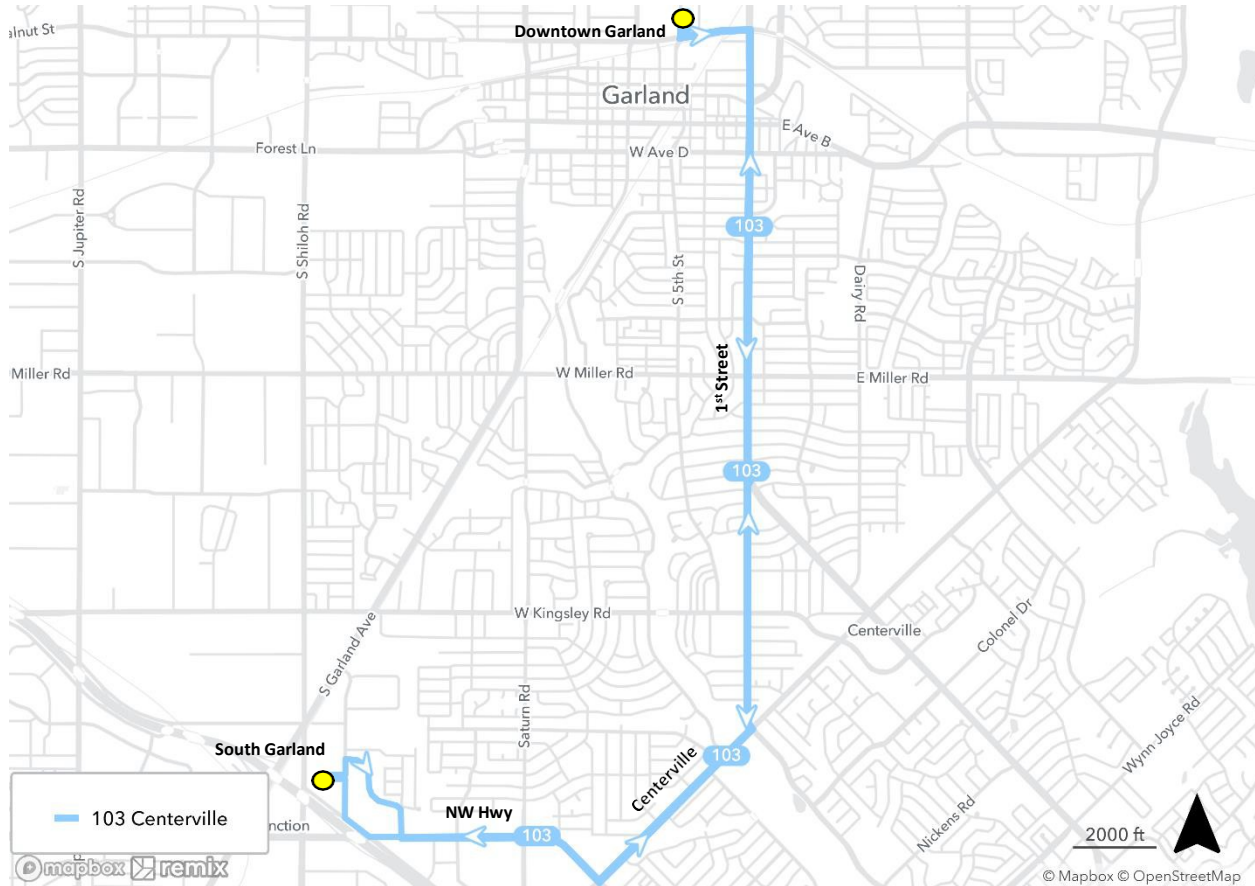 alnut St
Downtown Garland
Garland
E Ave B
Forest Ln
W Ave D
S Jupiter Rd
S Shiloh Rd
103
S 5th St
Dairy Rd
1st Street
Miller Rd
W Miller Rd
E Miller Rd
103
W Kingsley Rd
Centerville
Colonel Dr
S Garland Ave
Saturn Rd
Wynn Joyce Rd
South Garland
103
Centerville
NW Hwy
103
Nickens Rd
103 Centerville
nction
2000 ft
mapbox remix
© Mapbox © OpenStreetMap